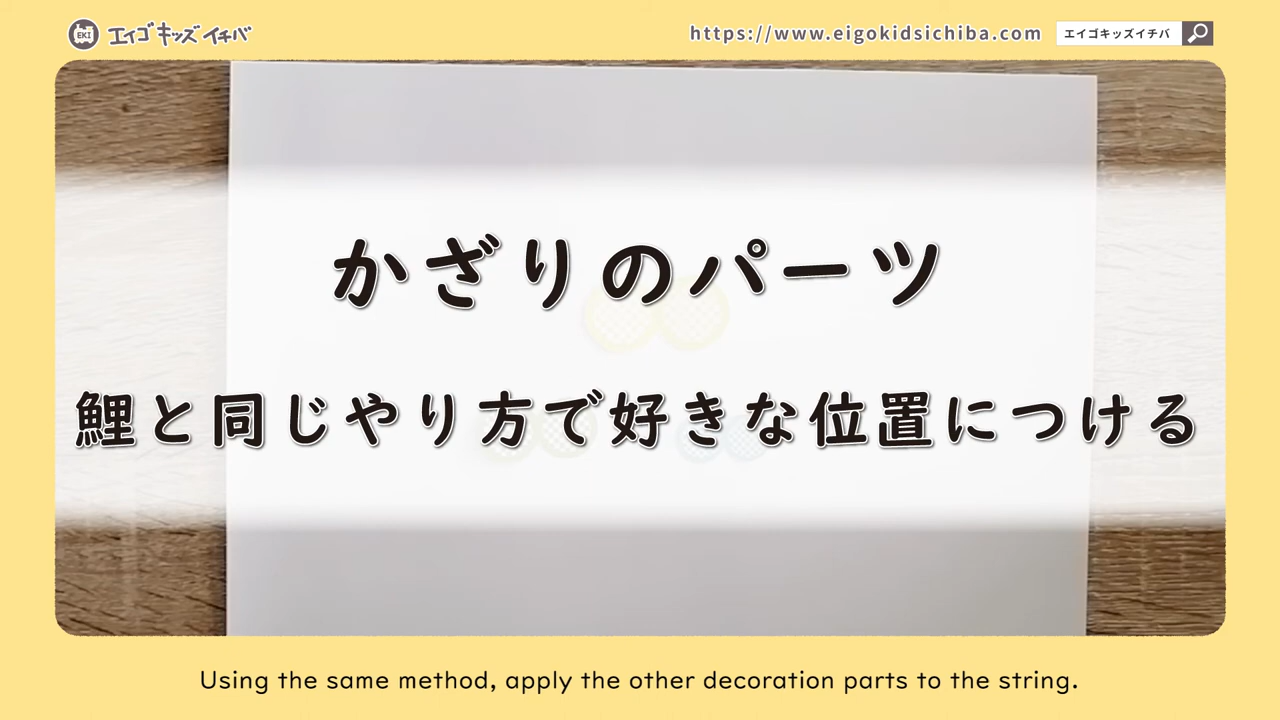 EKI エイゴキッズイチバ
https://www.eigokidsichiba.com エイゴキッズイチバ
かざりのパーツ
鯉と同じやり方で好きな位置につける
Using the same method, apply the other decoration parts to the string.